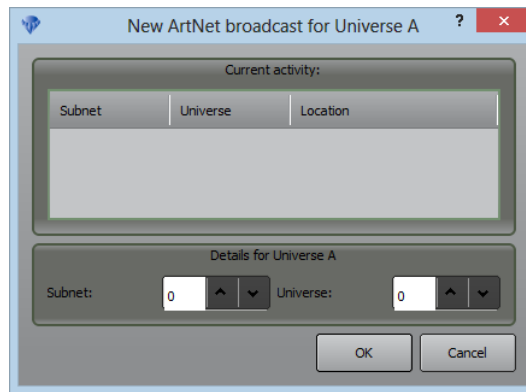 New ArtNet broadcast for Universe A ?
Current activity:
Subnet Universe Location
Details for Universe A
Subnet: 0 Universe: 0
OK Cancel